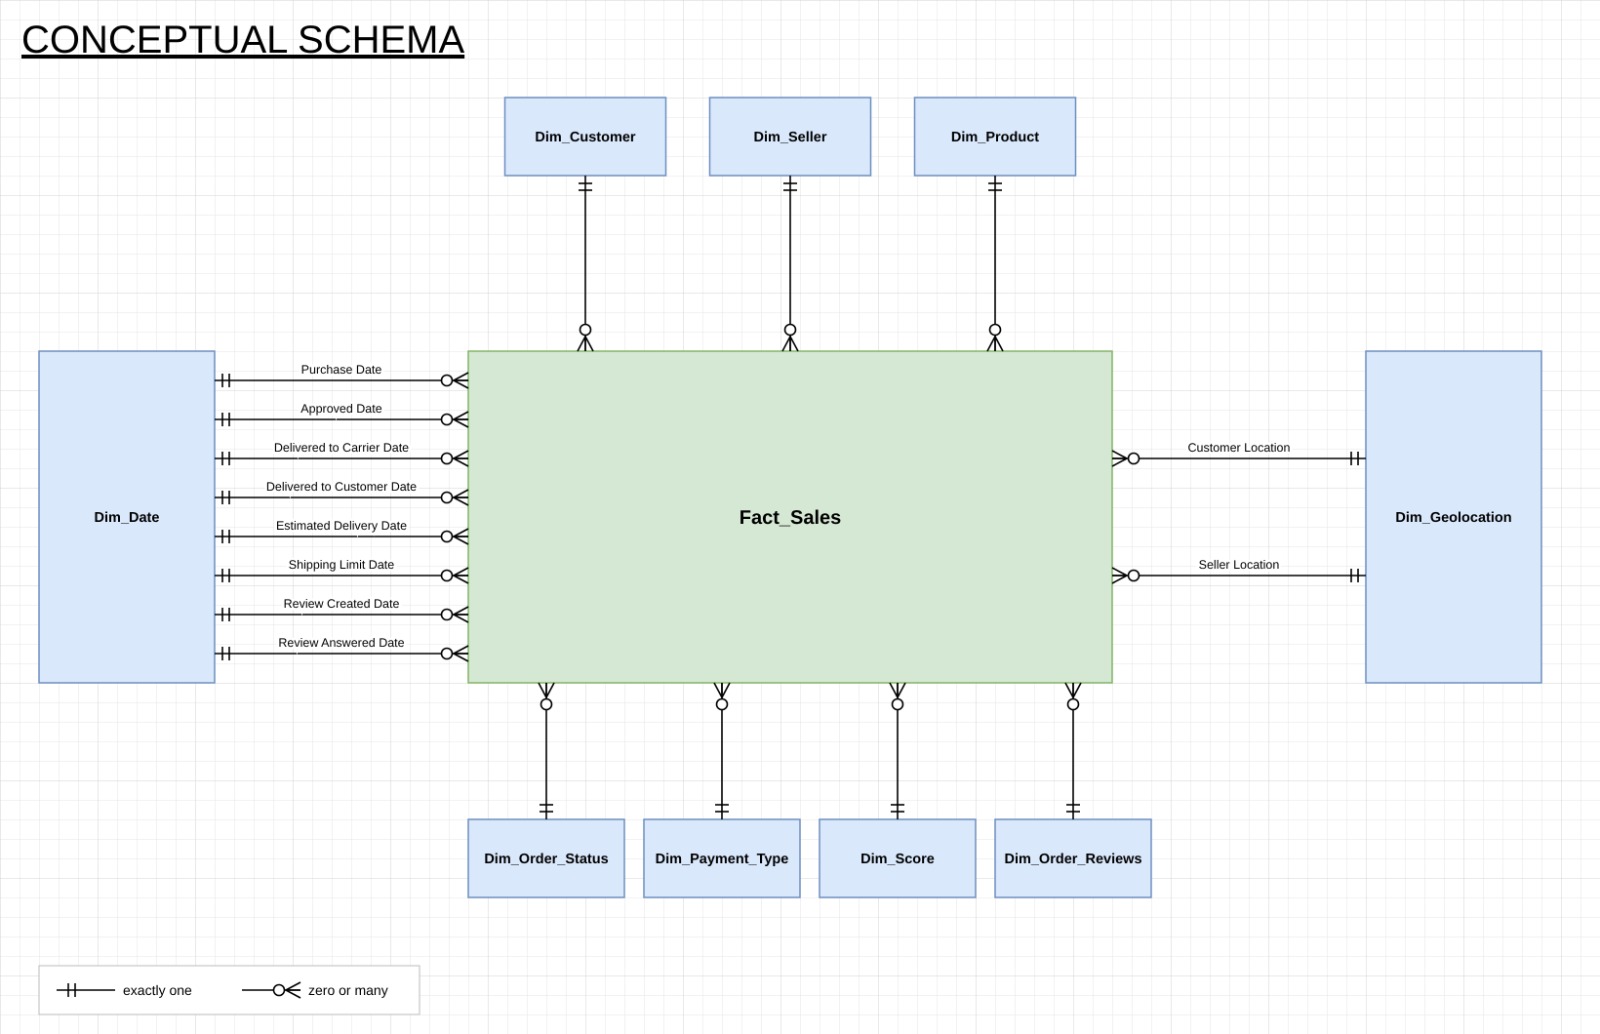 CONCEPTUAL SCHEMA
Dim_Customer
Dim_Seller
Dim_Product
Purchase Date
Approved Date
Delivered to Carrier Date
Delivered to Customer Date
Estimated Delivery Date
Shipping Limit Date
Review Created Date
Review Answered Date
Dim_Date
Fact_Sales
Customer Location
Seller Location
Dim_Geolocation
Dim_Order_Status
Dim_Payment_Type
Dim_Score
Dim_Order_Reviews
exactly one
zero or many